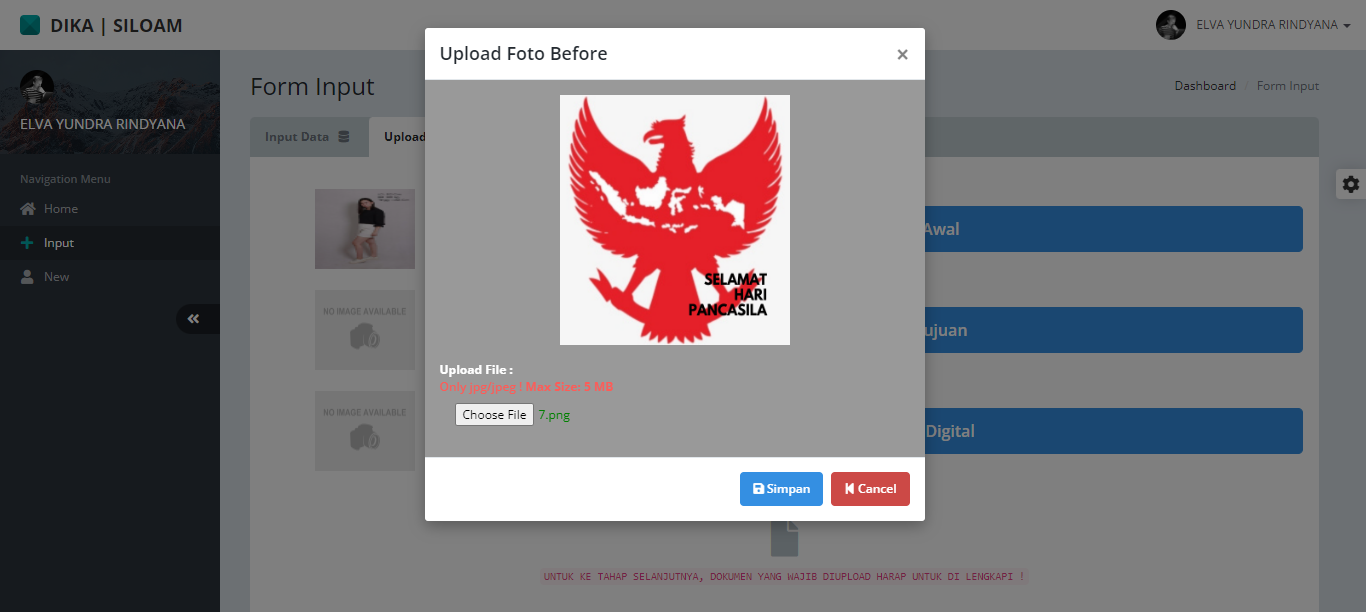 DIKA | SILOAM
ELVA YUNDRA RINDYANA
ELVA YUNDRA RINDYANA
Navigation Menu
Home
Input
New
Form Input
Dashboard / Form Input
Input Data
Upload
Awal
NO IMAGE AVAILABLE
ujuan
NO IMAGE AVAILABLE
Digital
UNTUK KE TAHAP SELANJUTNYA, DOKUMEN YANG WAJIB DIUPLOAD HARAP UNTUK DI LENGKAPI !
Upload Foto Before
×
SELAMAT
HARI
PANCASILA
Upload File :
Only jpg/jpeg ! Max Size: 5 MB
Choose File 7.png
Simpan
Cancel